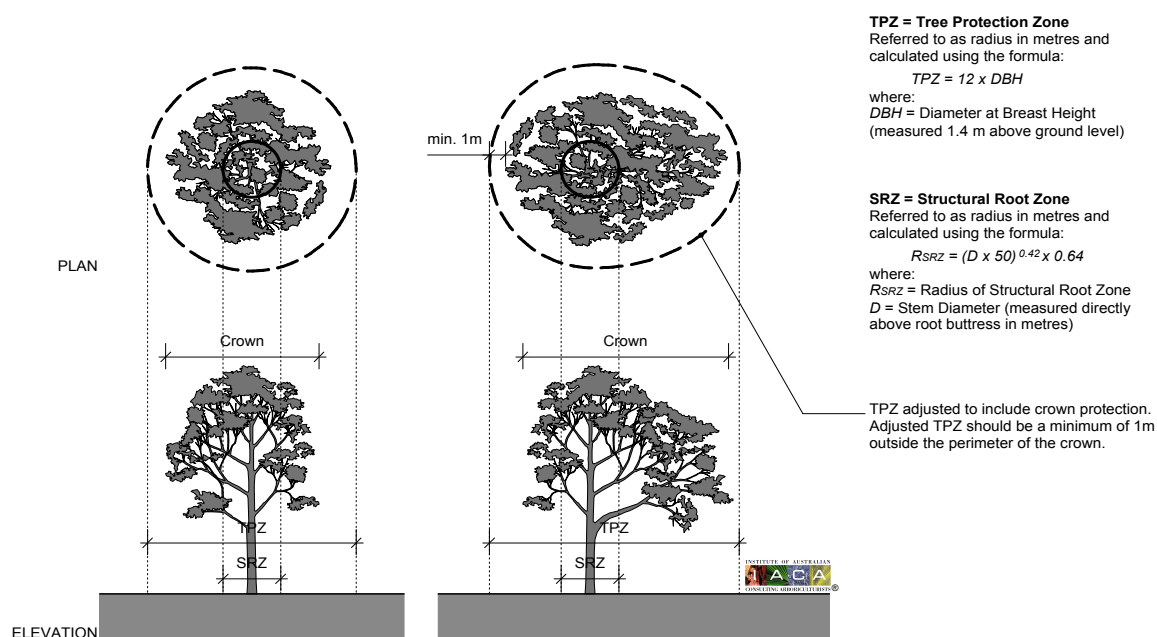 TPZ = Tree Protection Zone
Referred to as radius in metres and
calculated using the formula:
TPZ = 12 x DBH
where:
DBH = Diameter at Breast Height
(measured 1.4 m above ground level)
min. 1m
SRZ = Structural Root Zone
Referred to as radius in metres and
calculated using the formula:
RSRZ = (D x 50) 0.42 x 0.64
where:
RSRZ = Radius of Structural Root Zone
D = Stem Diameter (measured directly
above root buttress in metres)
PLAN
Crown
Crown
TPZ adjusted to include crown protection.
Adjusted TPZ should be a minimum of 1m
outside the perimeter of the crown.
TPZ
TPZ
SRZ
SRZ
INSTITUTE OF AUSTRALIAN
IACA
CONSULTING ARBORICULTURISTS®
ELEVATION